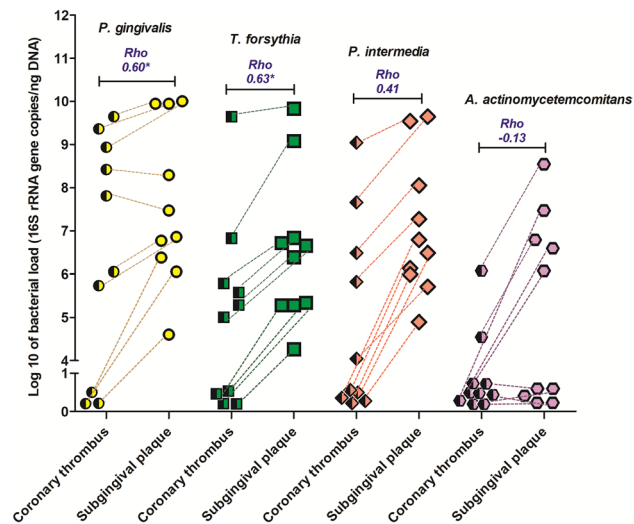 P. gingivalis
Rho
0.60*
T. forsythia
Rho
0.63*
P. intermedia
Rho
0.41
A. actinomycetemcomitans
Rho
-0.13
Log 10 of bacterial load (16S rRNA gene copies/ng DNA)
12
11
10
9
8
7
6
5
4
1
0
Coronary thrombus
Subgingival plaque
Coronary thrombus
Subgingival plaque
Coronary thrombus
Subgingival plaque
Coronary thrombus
Subgingival plaque